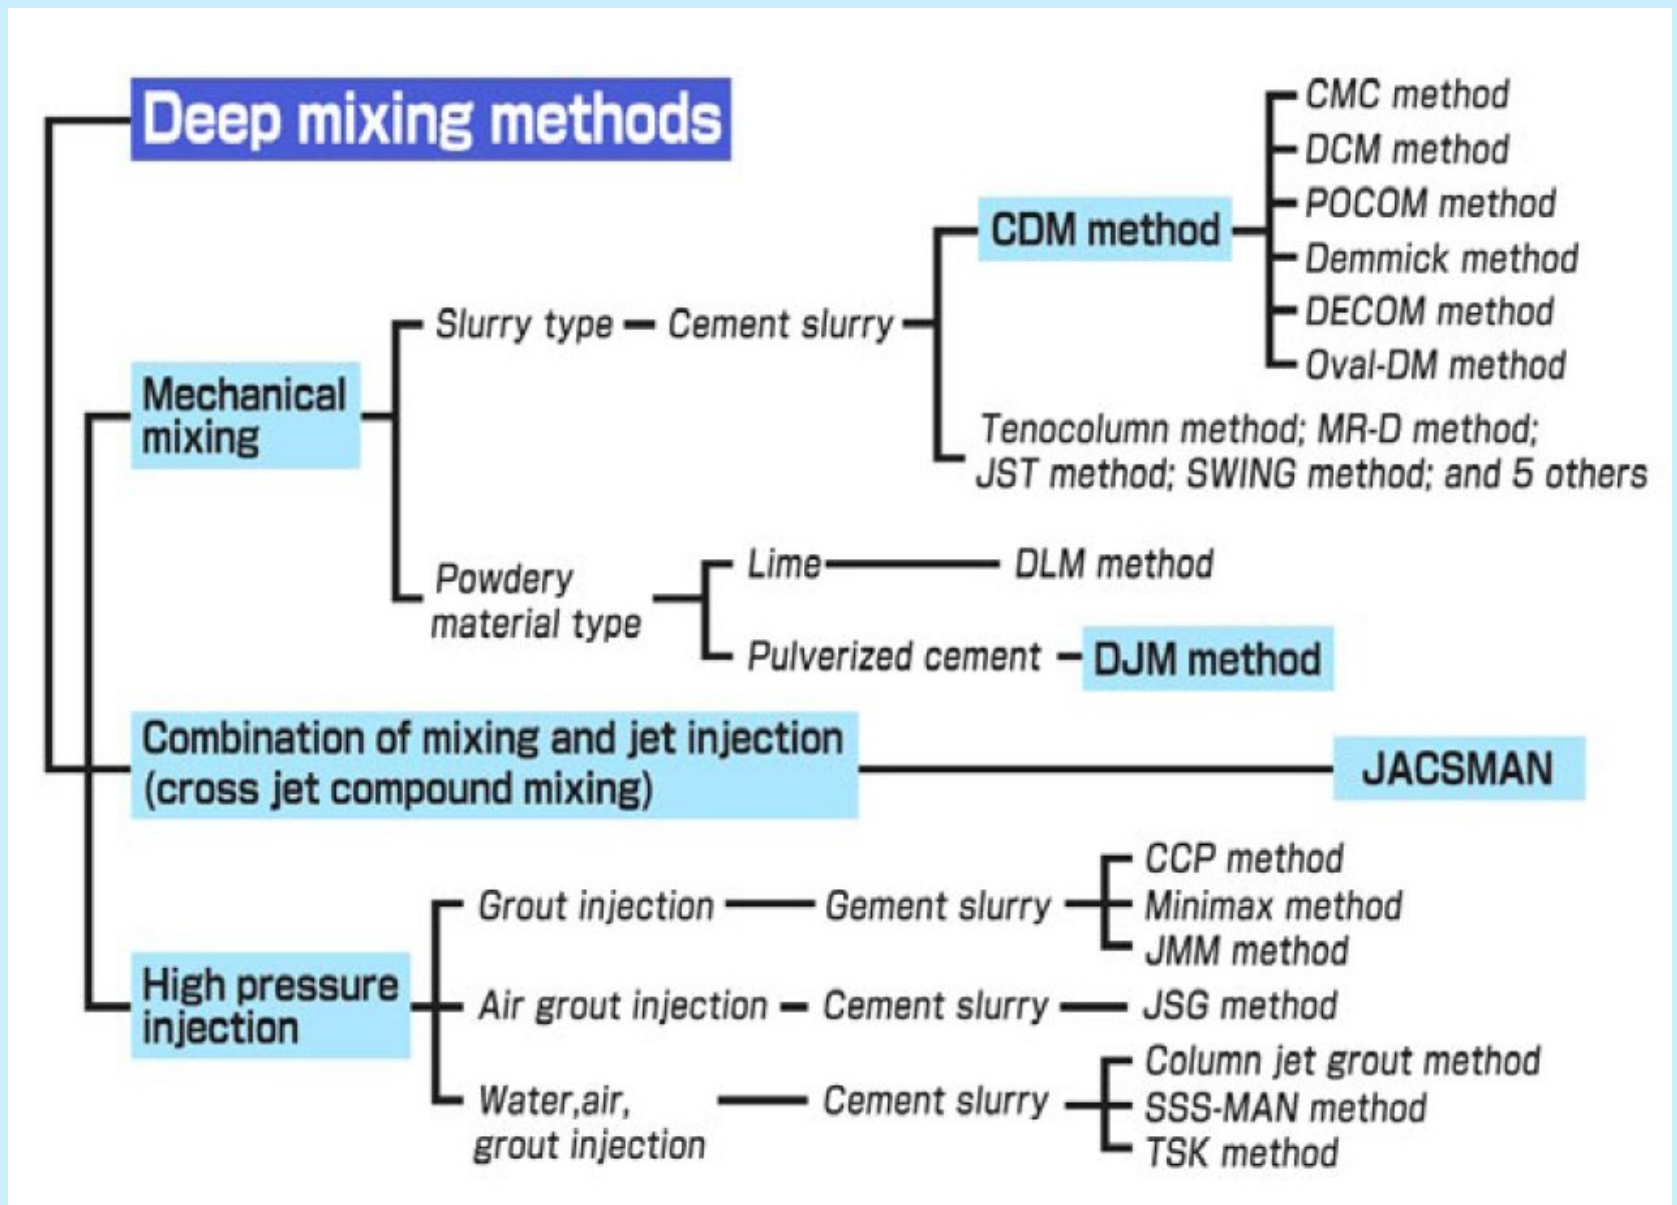 Deep mixing methods
CMC method
DCM method
POCOM method
CDM method
Demmick method
DECOM method
Oval-DM method
Slurry type
Cement slurry
Mechanical
mixing
Tenocolumn method; MR-D method;
JST method; SWING method; and 5 others
Powdery
material type
Lime
DLM method
Pulverized cement
DJM method
Combination of mixing and jet injection
(cross jet compound mixing)
JACSMAN
High pressure
injection
Grout injection
Gement slurry
CCP method
Minimax method
JMM method
Air grout injection
Cement slurry
JSG method
Water,air,
grout injection
Cement slurry
Column jet grout method
SSS-MAN method
TSK method